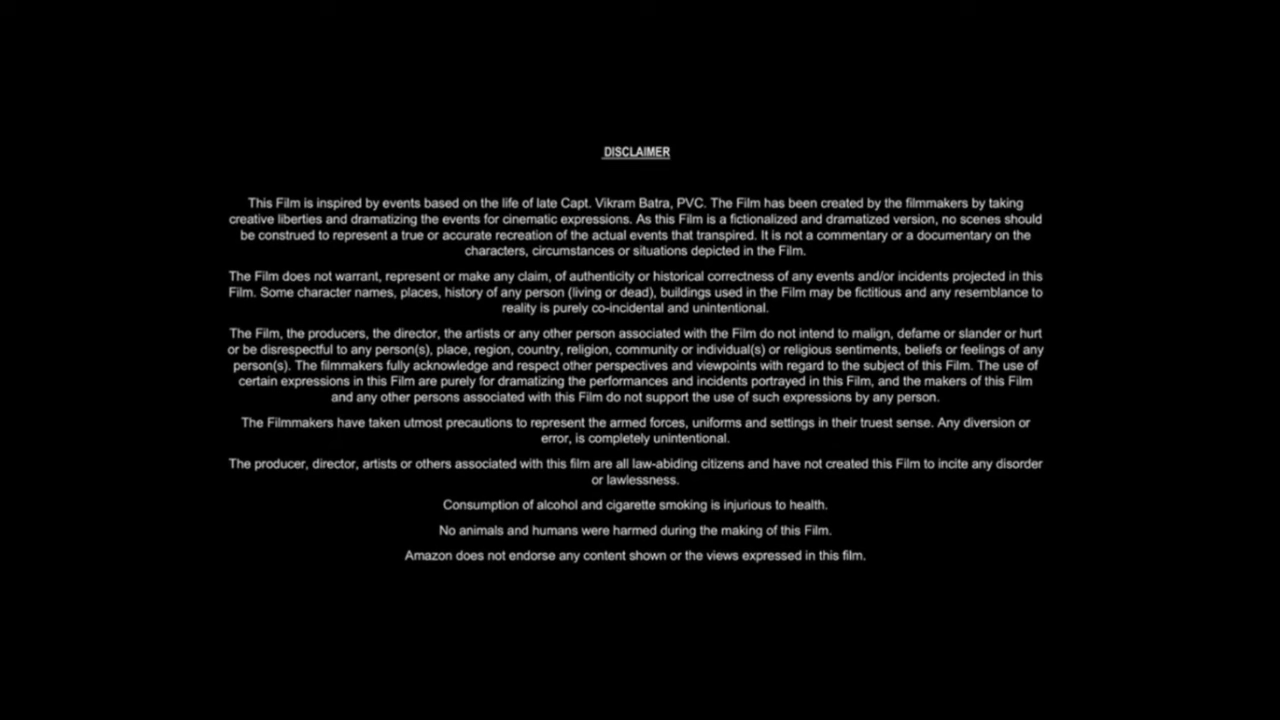 DISCLAIMER
This Film is inspired by events based on the life of late Capt. Vikram Batra, PVC. The Film has been created by the filmmakers by taking
creative liberties and dramatizing the events for cinematic expressions. As this Film is a fictionalized and dramatized version, no scenes should
be construed to represent a true or accurate recreation of the actual events that transpired. It is not a commentary or a documentary on the
characters, circumstances or situations depicted in the Film.
The Film does not warrant, represent or make any claim, of authenticity or historical correctness of any events and/or incidents projected in this
Film. Some character names, places, history of any person (living or dead), buildings used in the Film may be fictitious and any resemblance to
reality is purely co-incidental and unintentional.
The Film, the producers, the director, the artists or any other person associated with the Film do not intend to malign, defame or slander or hurt
or be disrespectful to any person(s), place, region, country, religion, community or individual(s) or religious sentiments, beliefs or feelings of any
person(s). The filmmakers fully acknowledge and respect other perspectives and viewpoints with regard to the subject of this Film. The use of
certain expressions in this Film are purely for dramatizing the performances and incidents portrayed in this Film, and the makers of this Film
and any other persons associated with this Film do not support the use of such expressions by any person.
The Filmmakers have taken utmost precautions to represent the armed forces, uniforms and settings in their truest sense. Any diversion or
error, is completely unintentional.
The producer, director, artists or others associated with this film are all law-abiding citizens and have not created this Film to incite any disorder
or lawlessness.
Consumption of alcohol and cigarette smoking is injurious to health.
No animals and humans were harmed during the making of this Film.
Amazon does not endorse any content shown or the views expressed in this film.